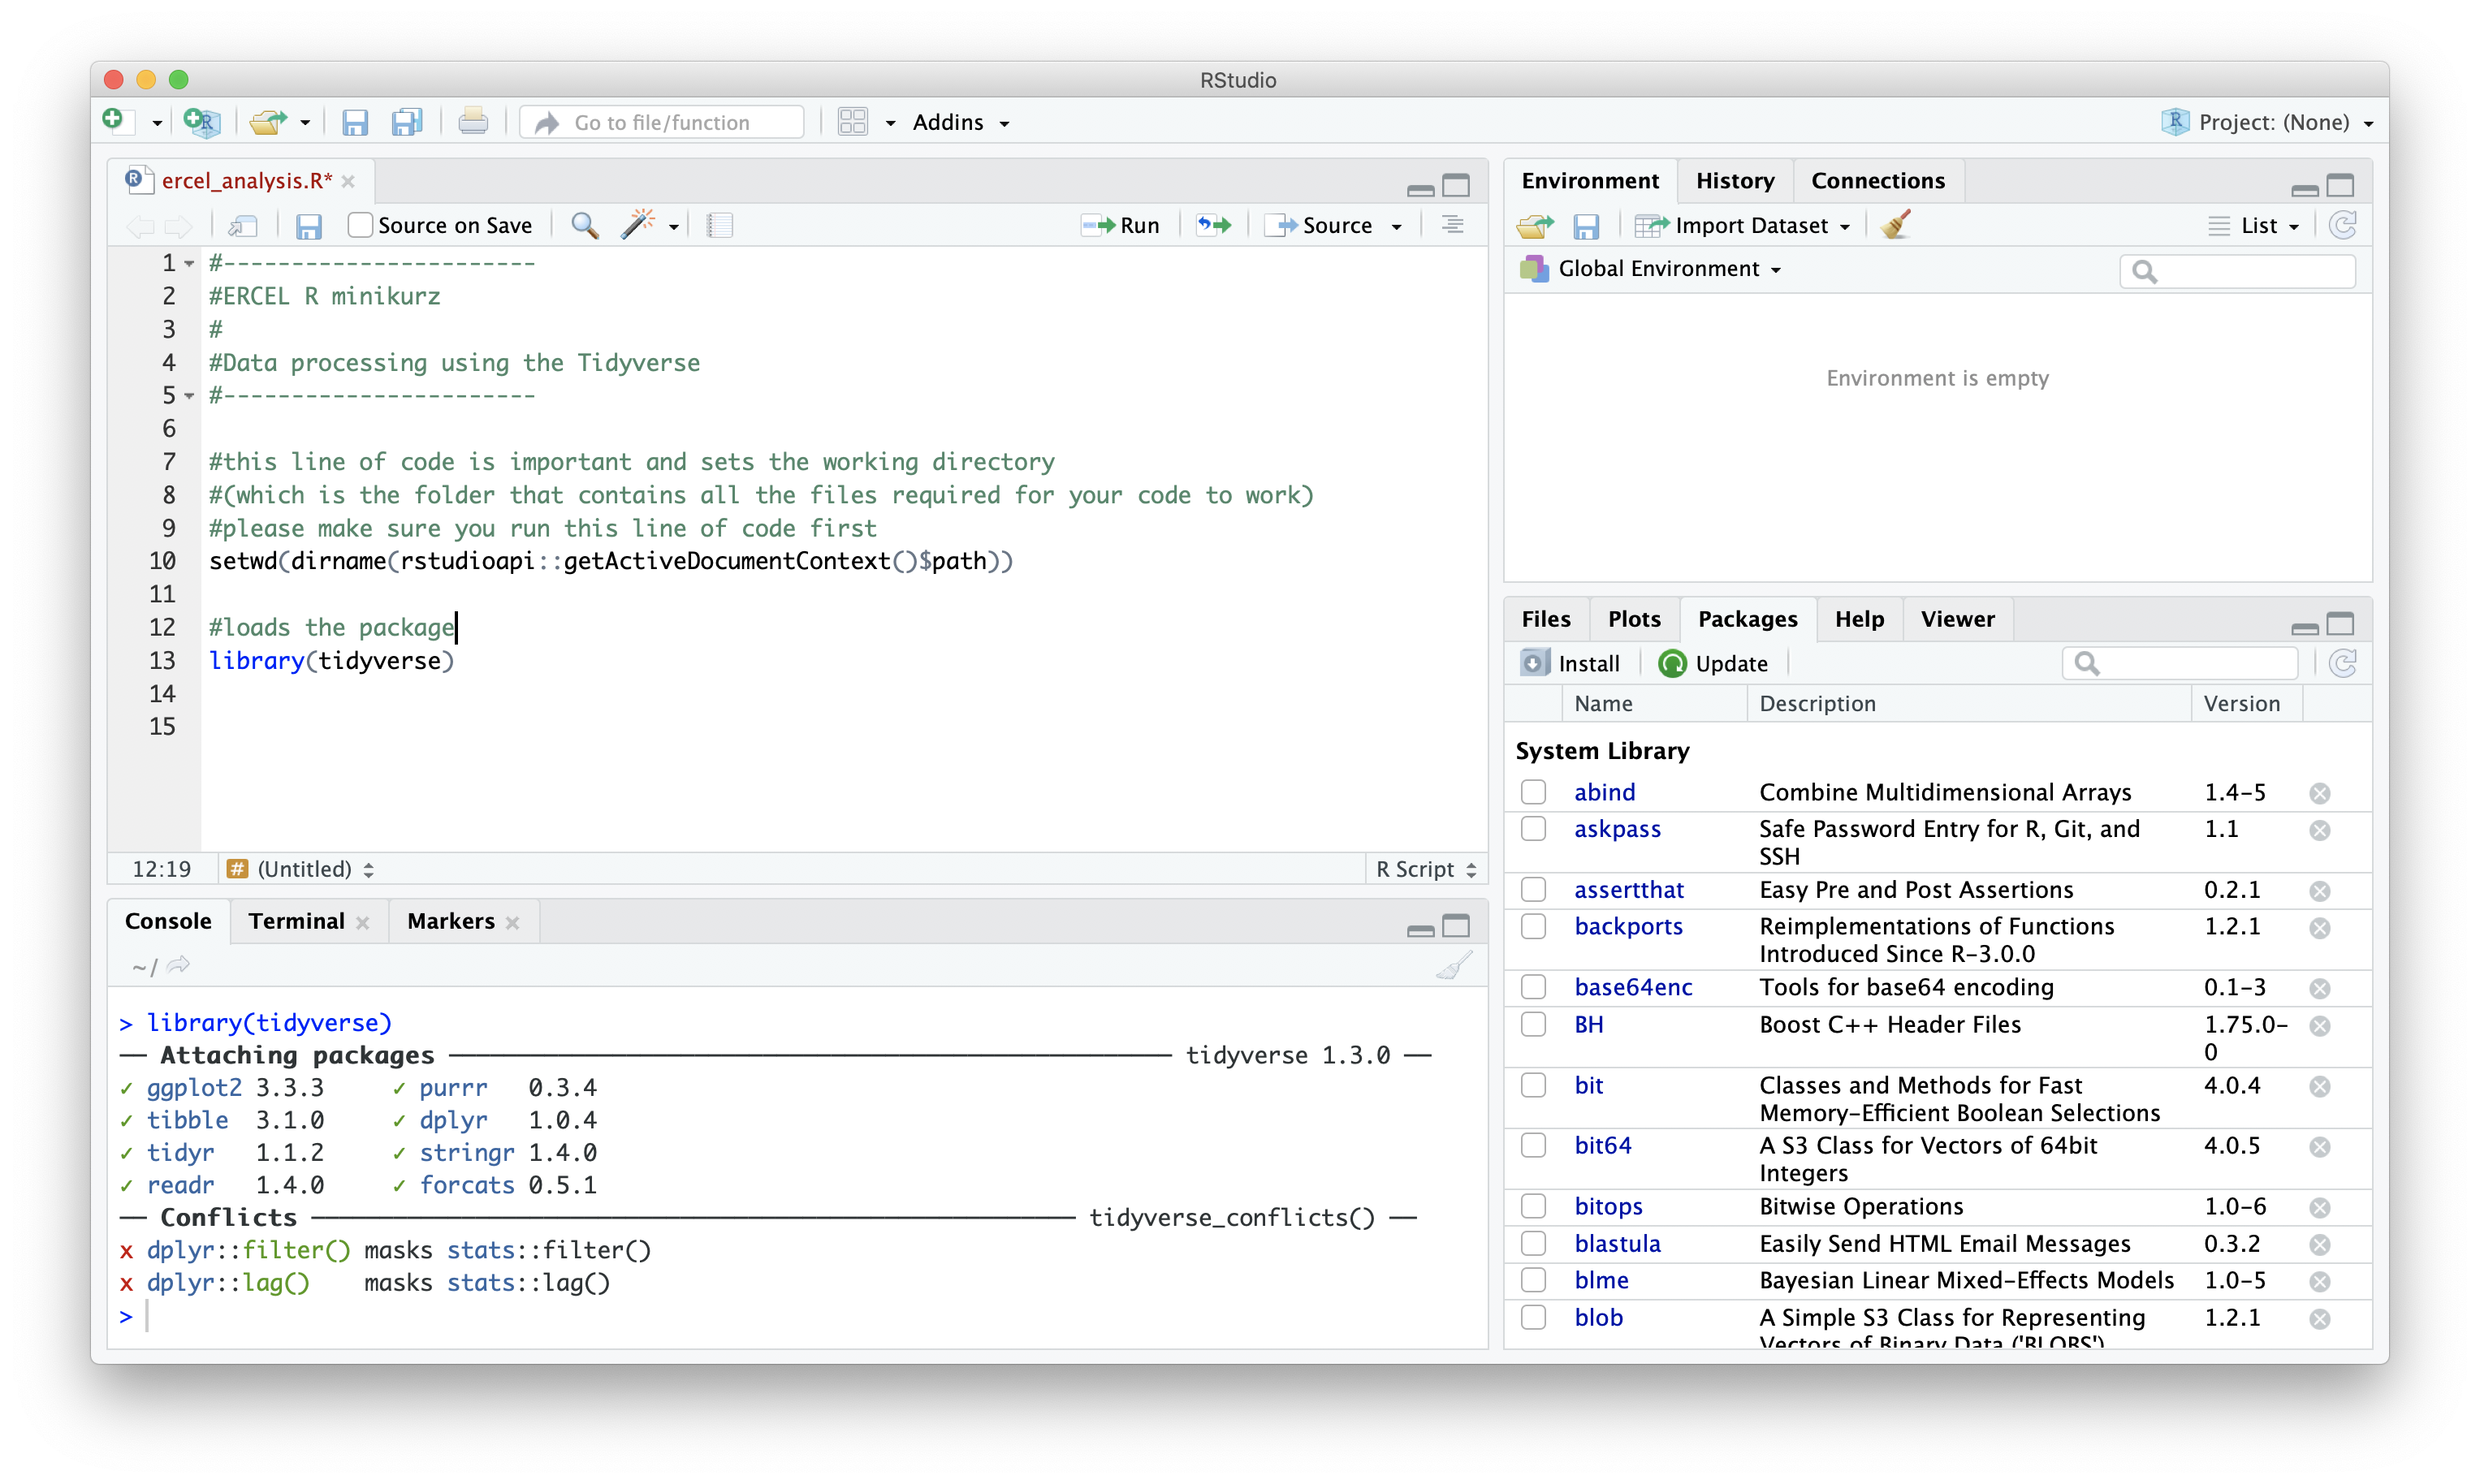 RStudio
Go to file/function
Addins
Project: (None)
ercel_analysis.R*
Source on Save
Run
Source
1 #-----------------------
2 #ERCEL R minikurz
3 #
4 #Data processing using the Tidyverse
5 #-----------------------
6
7 #this line of code is important and sets the working directory
8 #(which is the folder that contains all the files required for your code to work)
9 #please make sure you run this line of code first
10 setwd(dirname(rstudioapi::getActiveDocumentContext()$path))
11
12 #loads the package
13 library(tidyverse)
14
15
12:19 # (Untitled) R Script
Console Terminal Markers
~/
> library(tidyverse)
── Attaching packages ──────────────── tidyverse 1.3.0 ──
✓ ggplot2 3.3.3 ✓ purrr 0.3.4
✓ tibble 3.1.0 ✓ dplyr 1.0.4
✓ tidyr 1.1.2 ✓ stringr 1.4.0
✓ readr 1.4.0 ✓ forcats 0.5.1
── Conflicts ──────────────── tidyverse_conflicts() ──
x dplyr::filter() masks stats::filter()
x dplyr::lag() masks stats::lag()
>
Environment History Connections
Import Dataset List
Global Environment
Environment is empty
Files Plots Packages Help Viewer
Install Update
Name Description Version
System Library
abind Combine Multidimensional Arrays 1.4-5
askpass Safe Password Entry for R, Git, and 1.1
SSH
assertthat Easy Pre and Post Assertions 0.2.1
backports Reimplementations of Functions 1.2.1
Introduced Since R-3.0.0
base64enc Tools for base64 encoding 0.1-3
BH Boost C++ Header Files 1.75.0-
0
bit Classes and Methods for Fast 4.0.4
Memory-Efficient Boolean Selections
bit64 A S3 Class for Vectors of 64bit 4.0.5
Integers
bitops Bitwise Operations 1.0-6
blastula Easily Send HTML Email Messages 0.3.2
blme Bayesian Linear Mixed-Effects Models 1.0-5
blob A Simple S3 Class for Representing 1.2.1
Vectors of Binary Data ('BLOBS')